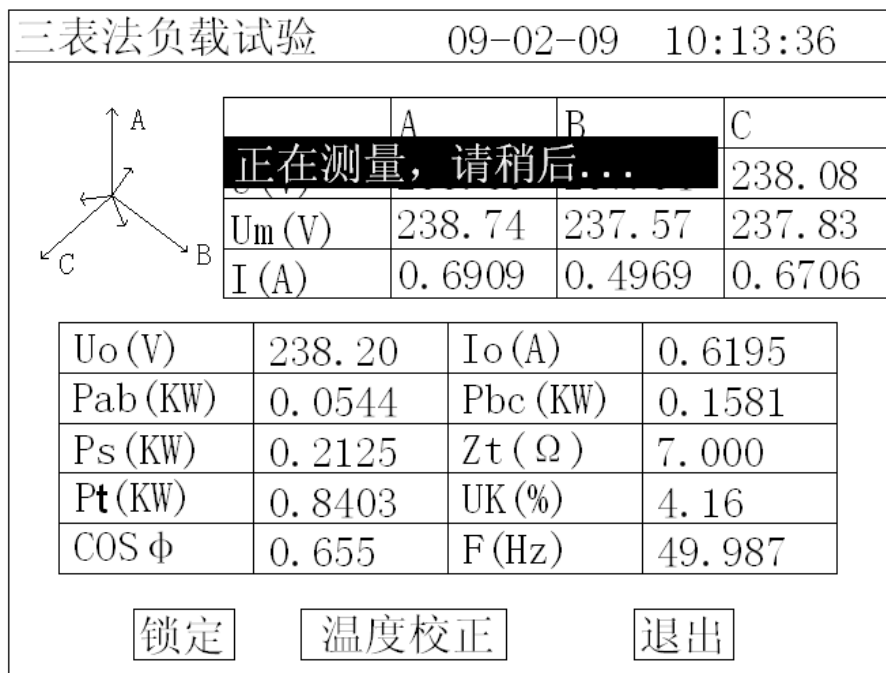 三表法负载试验 09-02-09 10:13:36
A
B
C
A B C
正在测量，请稍后...
238.08
Um(V) 238.74 237.57 237.83
I(A) 0.6909 0.4969 0.6706
Uo(V) 238.20 Io(A) 0.6195
Pab(KW) 0.0544 Pbc(KW) 0.1581
Ps(KW) 0.2125 Zt(Ω) 7.000
Pt(KW) 0.8403 UK(%) 4.16
COSφ 0.655 F(Hz) 49.987
锁定 温度校正 退出